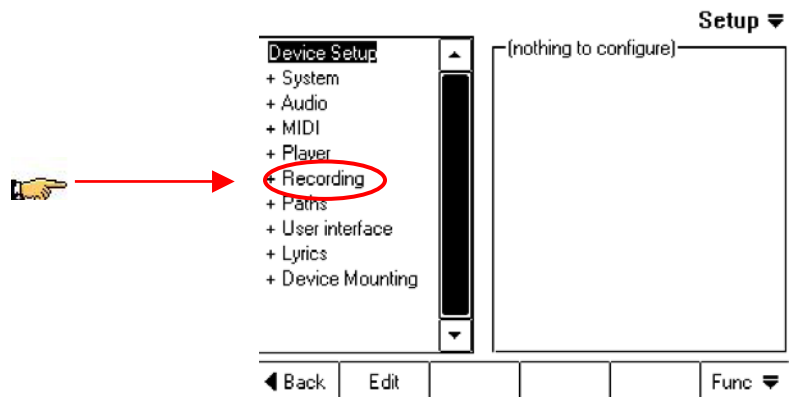 Setup
Device Setup
(nothing to configure)
+ System
+ Audio
+ MIDI
+ Player
+ Recording
+ Paths
+ User interface
+ Lyrics
+ Device Mounting
Back Edit Func